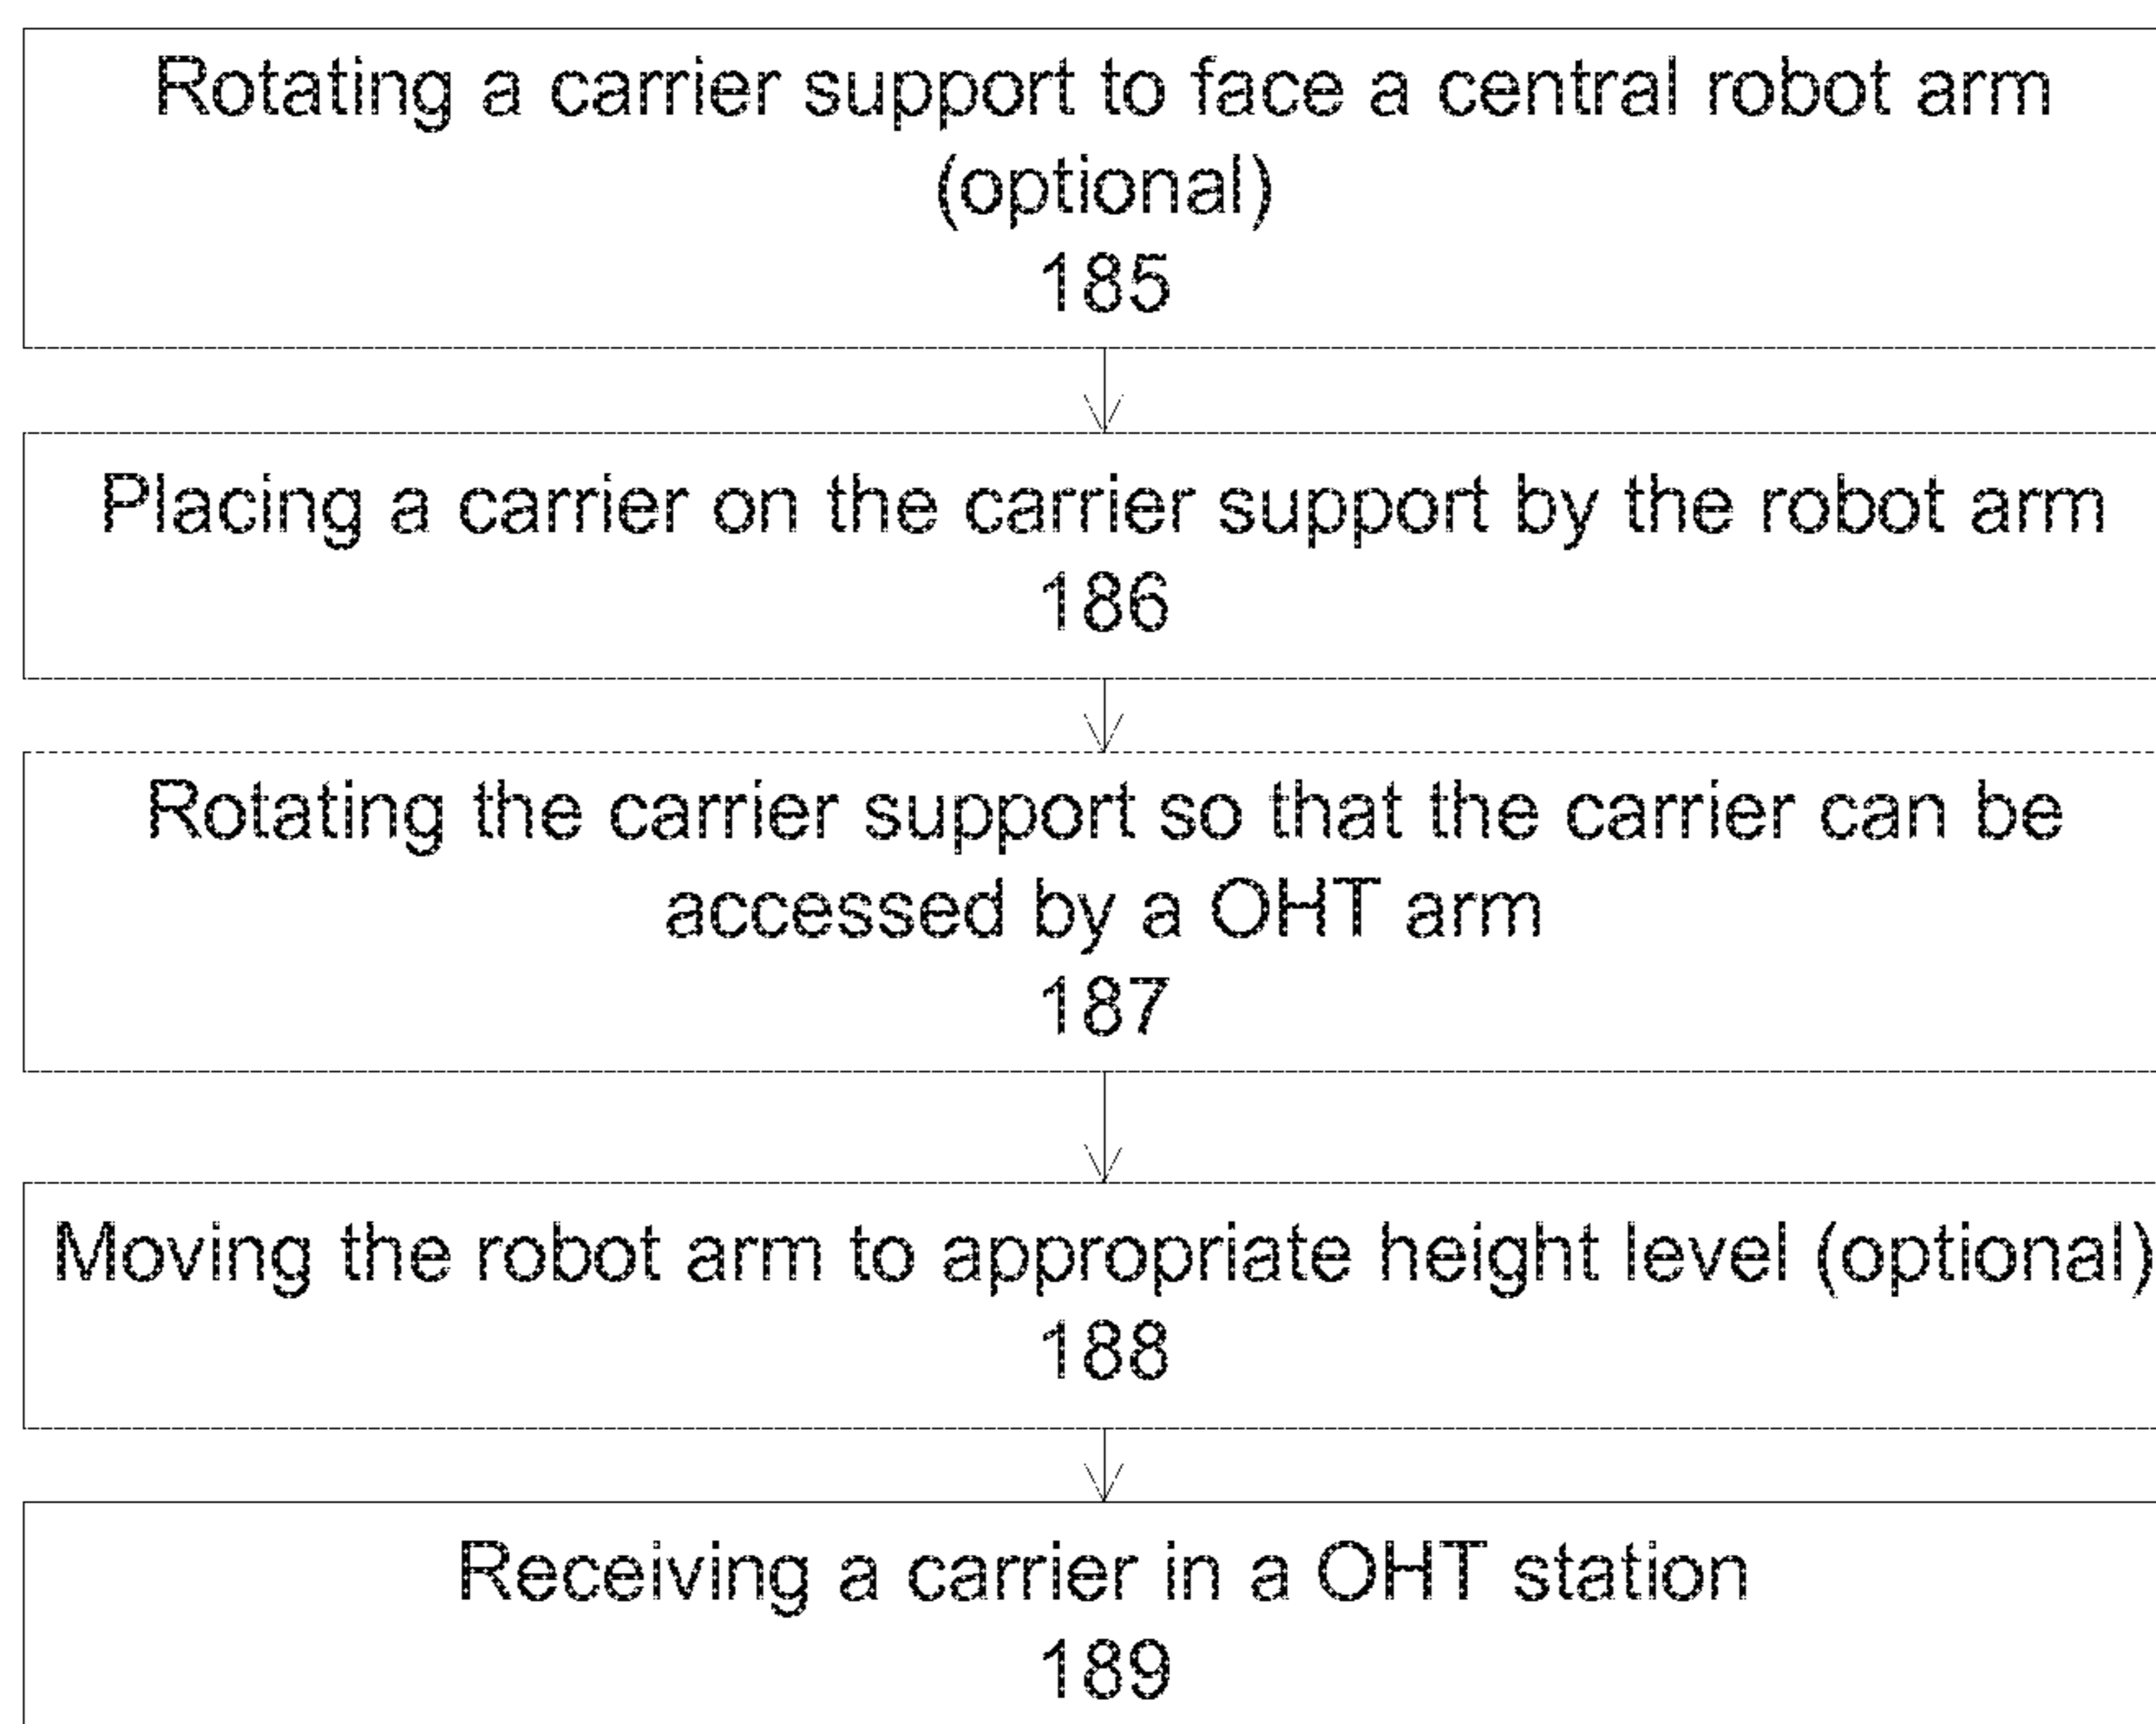 Rotating a carrier support to face a central robot arm
(optional)
185
Placing a carrier on the carrier support by the robot arm
186
Rotating the carrier support so that the carrier can be
accessed by a OHT arm
187
Moving the robot arm to appropriate height level (optional)
188
Receiving a carrier in a OHT station
189